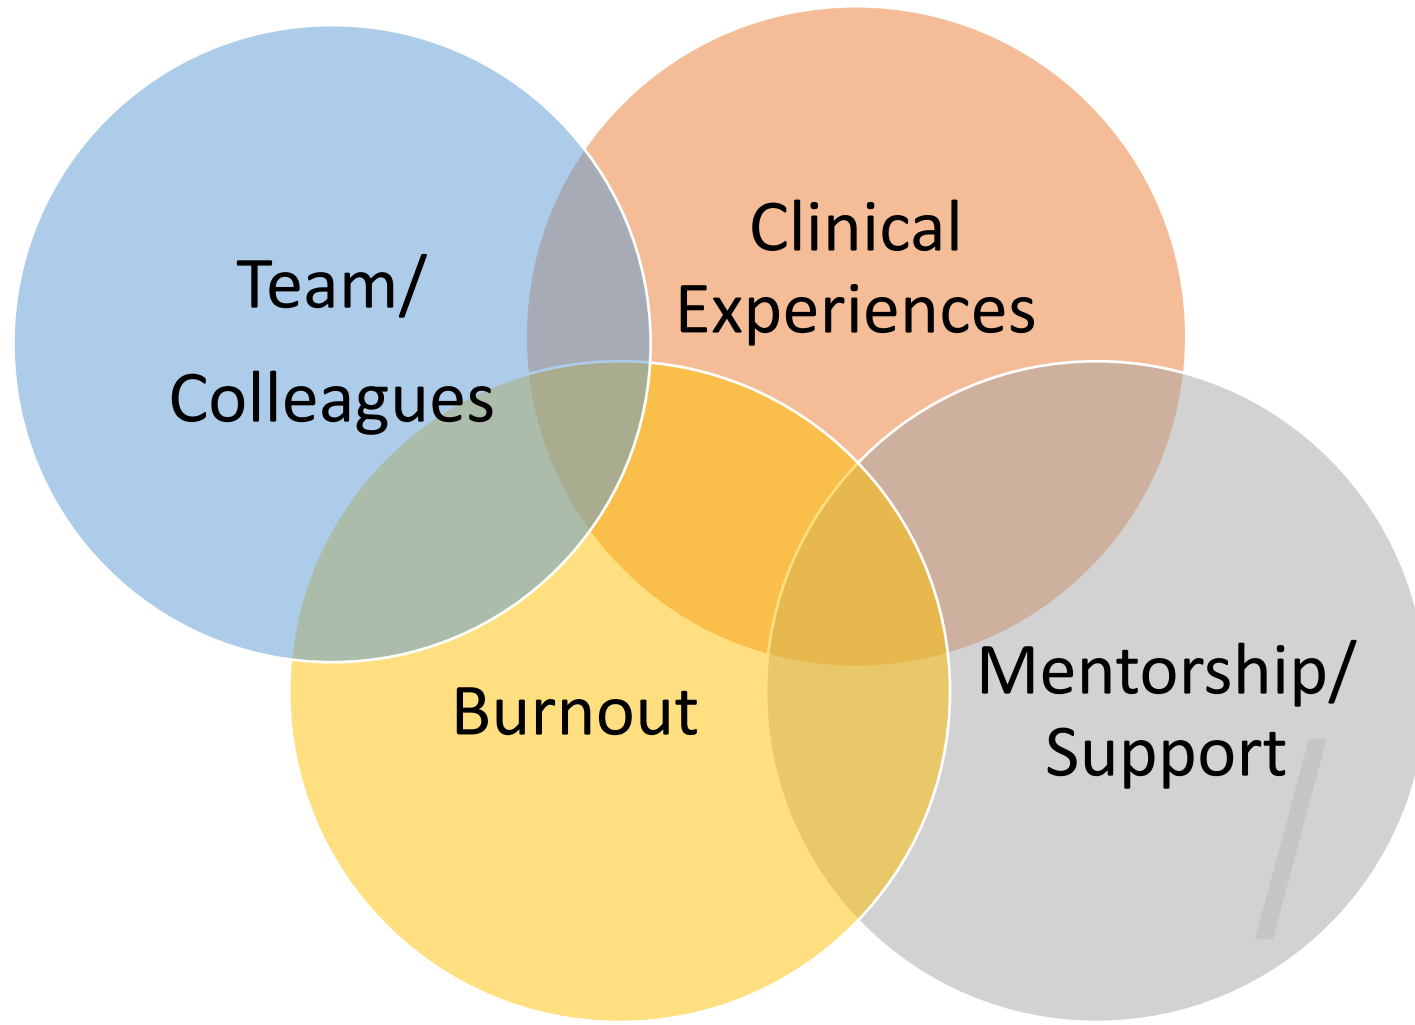 Team/
Colleagues
Clinical
Experiences
Burnout
Mentorship/
Support